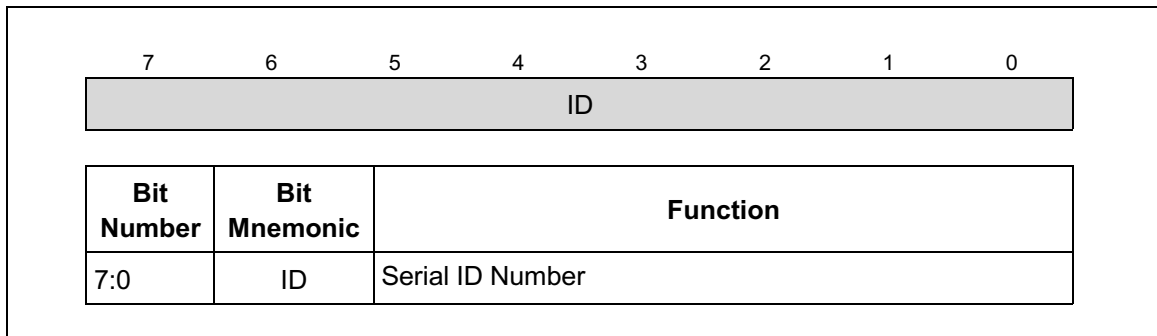 7 6 5 4 3 2 1 0
ID
Bit Number Bit Mnemonic Function
7:0 ID Serial ID Number